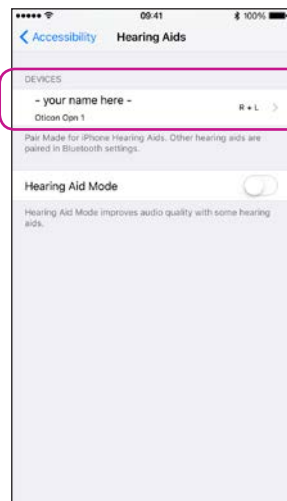 09:41
100%
Accessibility
Hearing Aids
DEVICES
- your name here -
R + L
Oticon Opn 1
Pair Made for iPhone Hearing Aids. Other hearing aids are
paired in Bluetooth settings.
Hearing Aid Mode
Hearing Aid Mode improves audio quality with some hearing
aids.